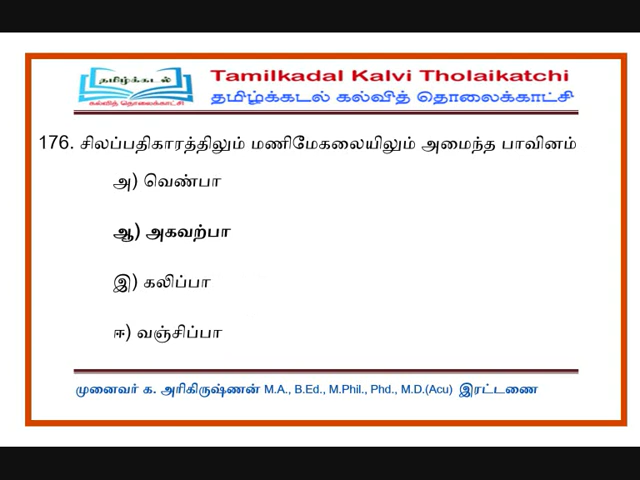 தமிழ்க்கடல்
கல்வித் தொலைக்காட்சி
Tamilkadal Kalvi Tholaikatchi
தமிழ்க்கடல் கல்வித் தொலைக்காட்சி
176. சிலப்பதிகாரத்திலும் மணிமேகலையிலும் அமைந்த பாவினம்
அ) வெண்பா
ஆ) அகவற்பா
இ) கலிப்பா
ஈ) வஞ்சிப்பா
முனைவர் க. அரிகிருஷ்ணன் M.A., B.Ed., M.Phil., Phd., M.D.(Acu) இரட்டணை